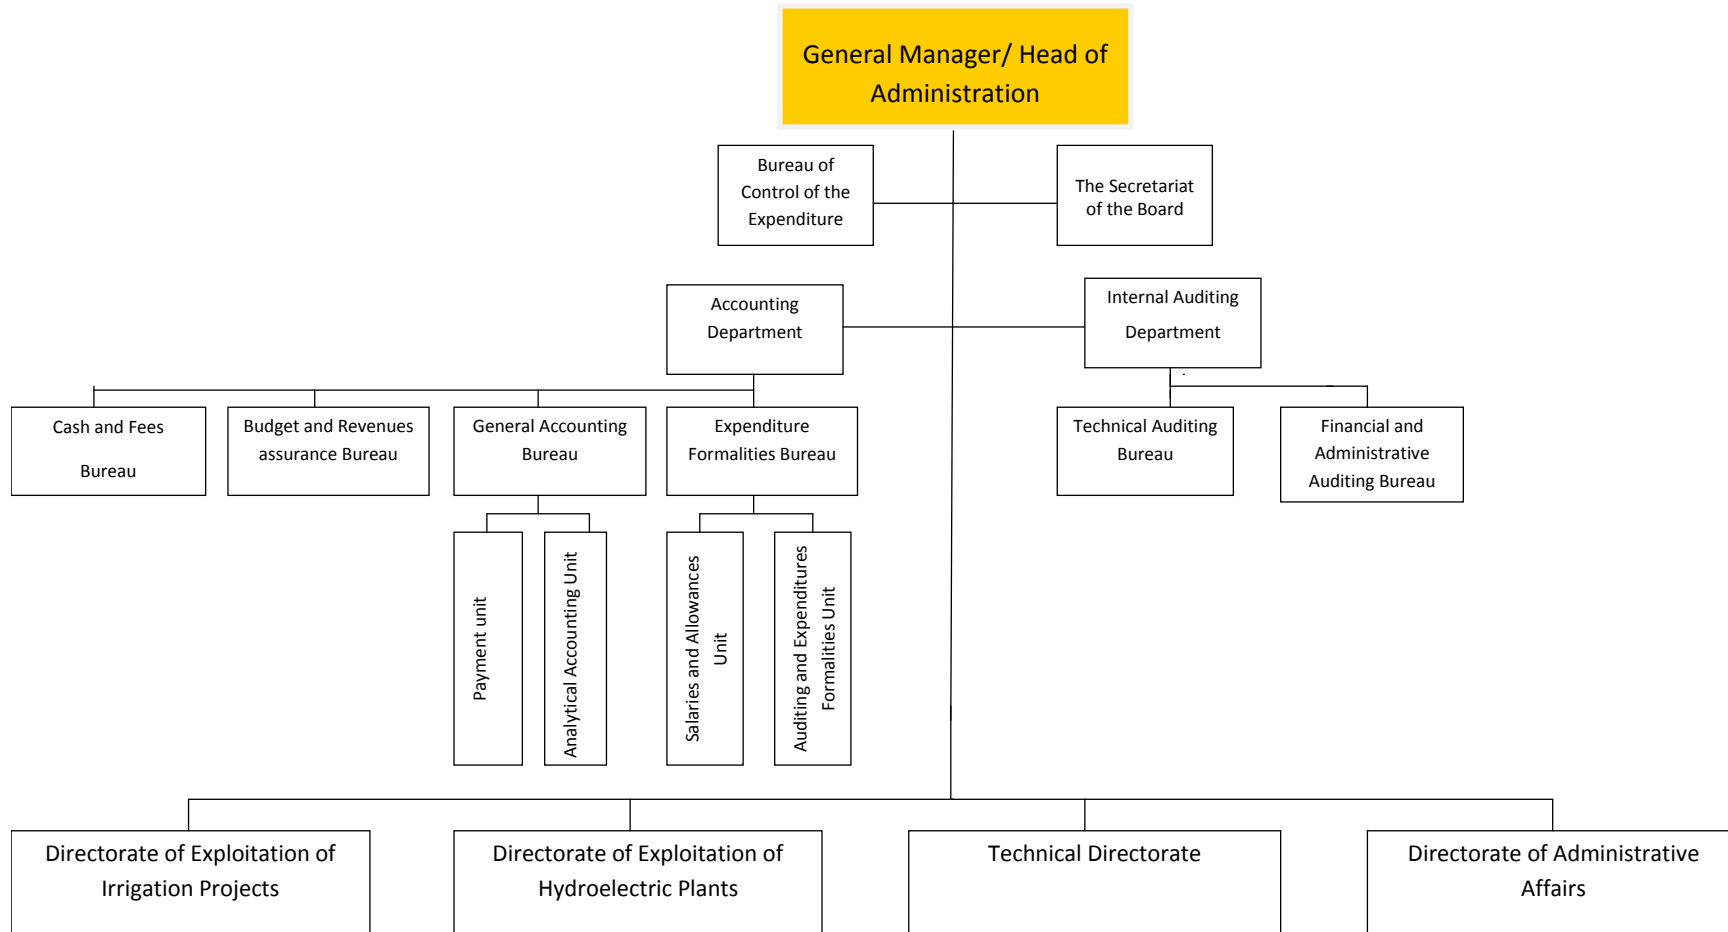 General Manager/ Head of
Administration
Bureau of
Control of the
Expenditure
The Secretariat
of the Board
Accounting
Department
Internal Auditing
Department
Cash and Fees
Bureau
Budget and Revenues
assurance Bureau
General Accounting
Bureau
Expenditure
Formalities Bureau
Technical Auditing
Bureau
Financial and
Administrative
Auditing Bureau
Payment unit
Analytical Accounting Unit
Salaries and Allowances
Unit
Auditing and Expenditures
Formalities Unit
Directorate of Exploitation of
Irrigation Projects
Directorate of Exploitation of
Hydroelectric Plants
Technical Directorate
Directorate of Administrative
Affairs